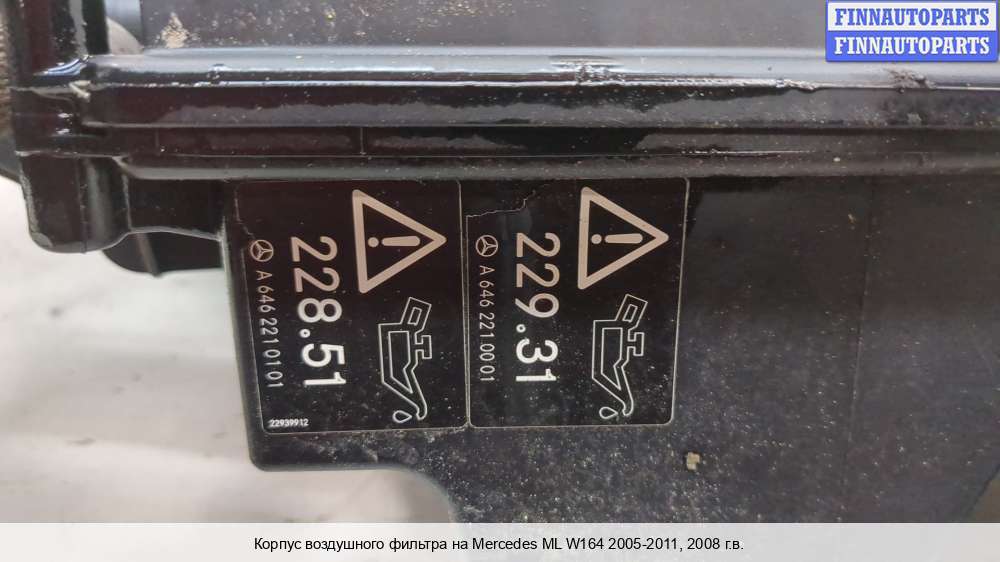 FINNAUTOPARTS
FINNAUTOPARTS
228.51
A 646 221 01 01
22939912
229.31
A 646 221 00 01
Корпус воздушного фильтра на Mercedes ML W164 2005-2011, 2008 г.в.